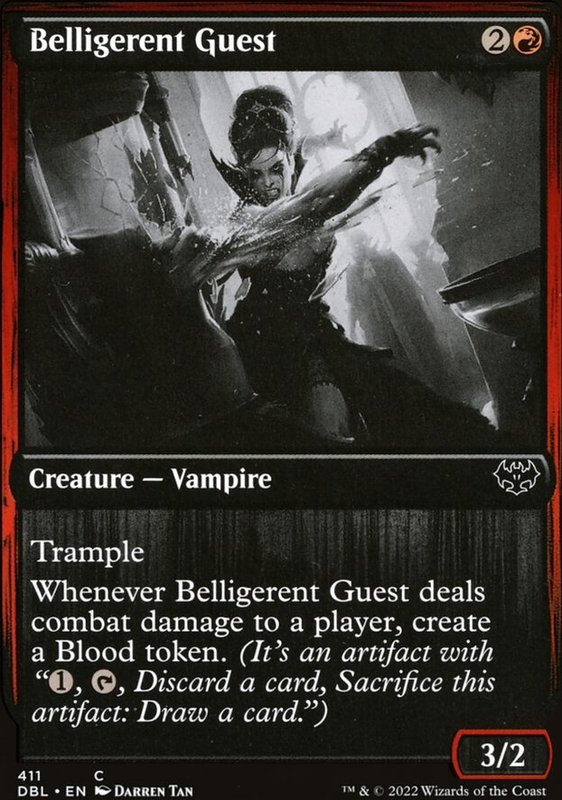 Belligerent Guest 2
Creature — Vampire
Trample
Whenever Belligerent Guest deals
combat damage to a player, create
a Blood token. (It's an artifact with
“1, , Discard a card, Sacrifice this
artifact: Draw a card.”)
3/2
411 C
DBL • EN Darren Tan
™ & © 2022 Wizards of the Coast